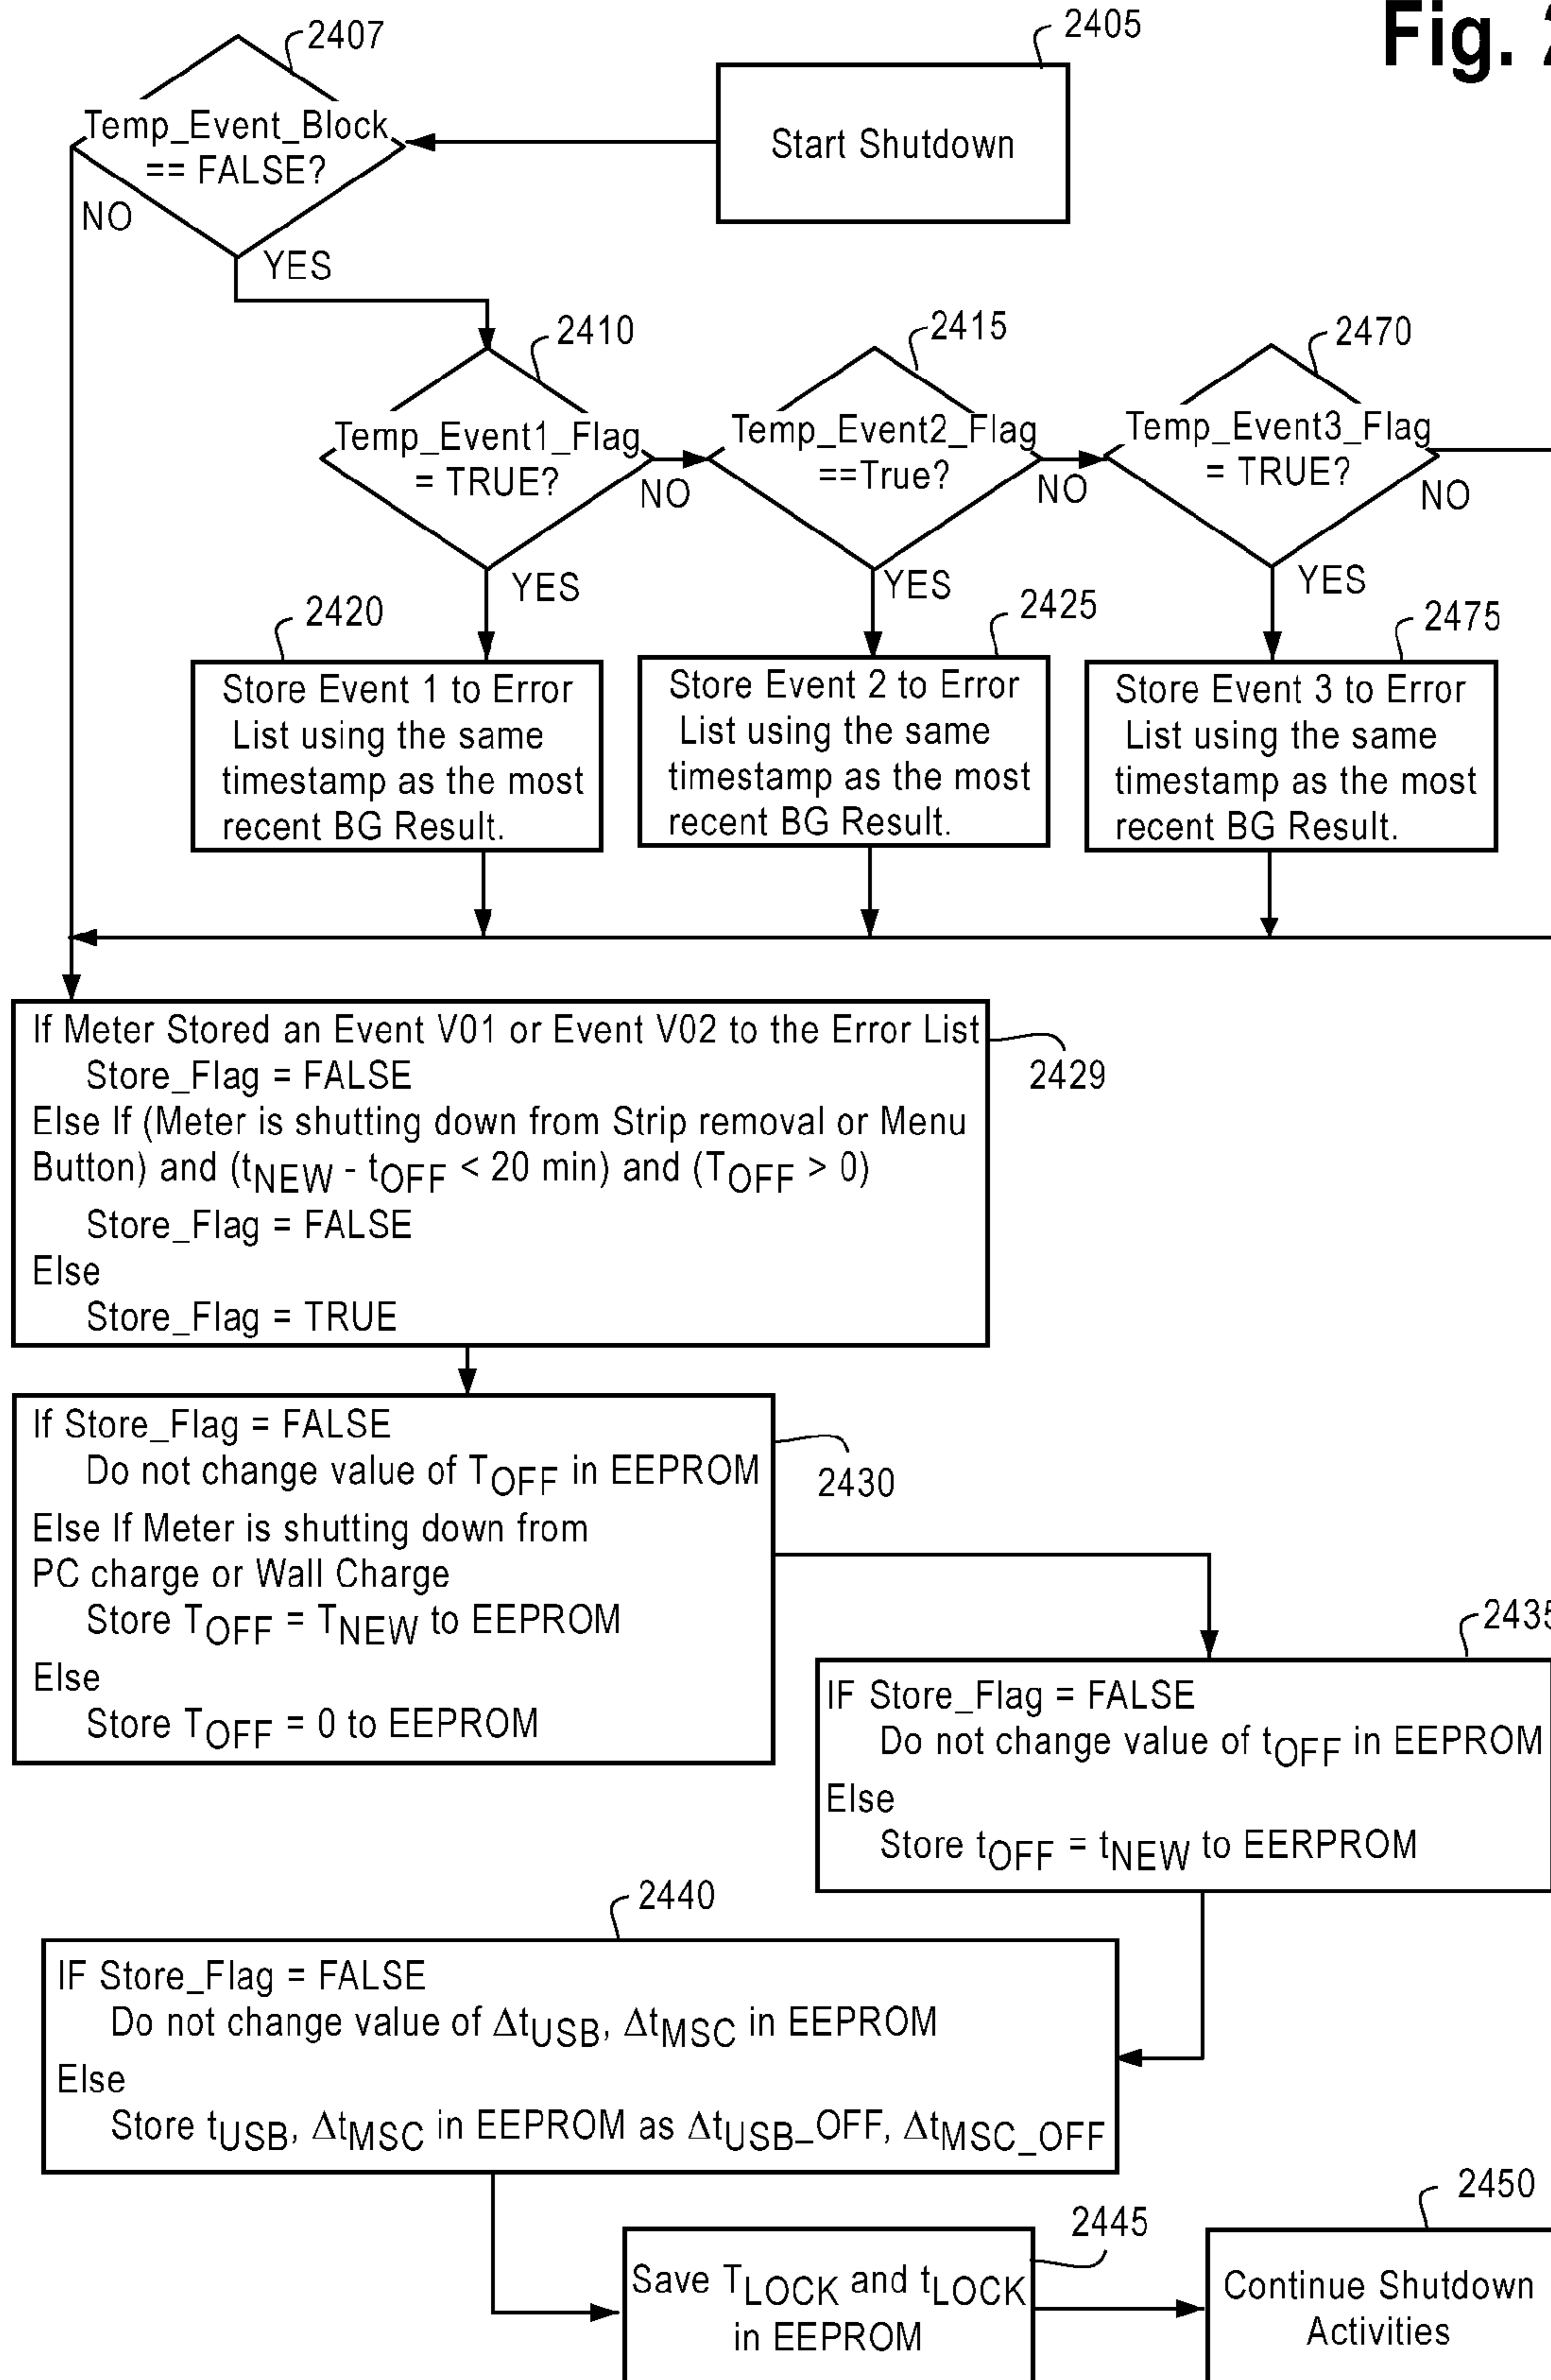 Fig. 2
2407
2405
Temp_Event_Block
== FALSE?
Start Shutdown
NO
YES
2410
2415
2470
Temp_Event1_Flag
= TRUE?
NO
Temp_Event2_Flag
==True?
NO
Temp_Event3_Flag
= TRUE?
NO
YES
YES
YES
2420
2425
2475
Store Event 1 to Error
List using the same
timestamp as the most
recent BG Result.
Store Event 2 to Error
List using the same
timestamp as the most
recent BG Result.
Store Event 3 to Error
List using the same
timestamp as the most
recent BG Result.
If Meter Stored an Event V01 or Event V02 to the Error List
Store_Flag = FALSE
Else If (Meter is shutting down from Strip removal or Menu
Button) and (tNEW - tOFF < 20 min) and (TOFF > 0)
Store_Flag = FALSE
Else
Store_Flag = TRUE
2429
If Store_Flag = FALSE
Do not change value of TOFF in EEPROM
Else If Meter is shutting down from
PC charge or Wall Charge
Store TOFF = TNEW to EEPROM
Else
Store TOFF = 0 to EEPROM
2430
2435
IF Store_Flag = FALSE
Do not change value of tOFF in EEPROM
Else
Store tOFF = tNEW to EERPROM
2440
IF Store_Flag = FALSE
Do not change value of ΔtUSB, ΔtMSC in EEPROM
Else
Store tUSB, ΔtMSC in EEPROM as ΔtUSB_OFF, ΔtMSC_OFF
2445
2450
Save TLOCK and tLOCK
in EEPROM
Continue Shutdown
Activities